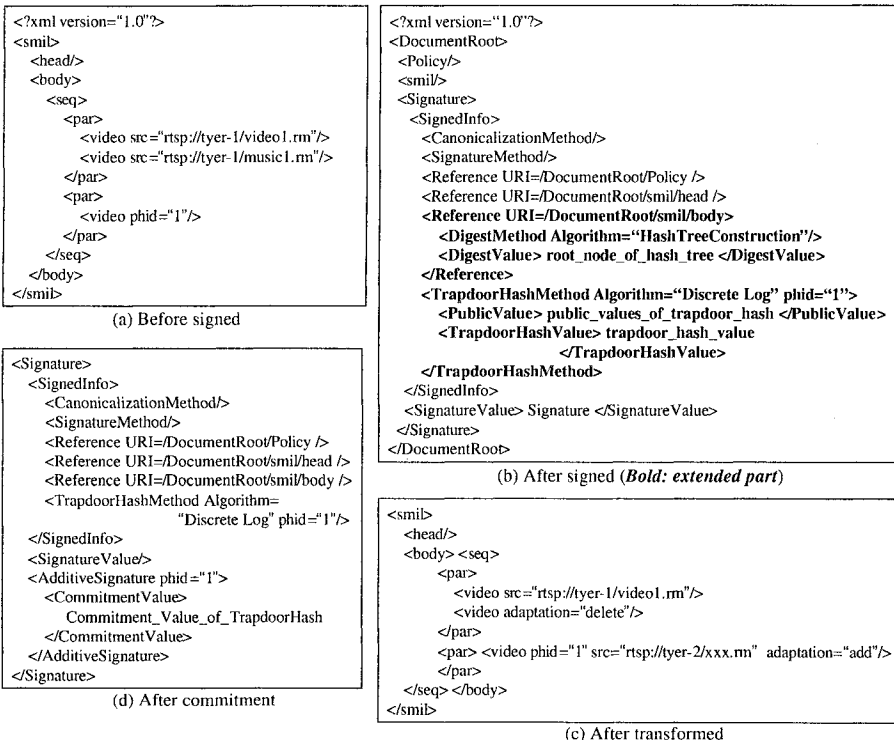 <?xml version=“1.0”?>
<smil>
<head/>
<body>
<seq>
<par>
<video src=“rtsp://tyer-1/video1.rm”/>
<video src=“rtsp://tyer-1/music1.rm”/>
</par>
<par>
<video phid=“1”/>
</par>
</seq>
</body>
</smil>
(a) Before signed
<?xml version=“1.0”?>
<DocumentRoot>
<Policy/>
<smil/>
<Signature>
<SignedInfo>
<CanonicalizationMethod/>
<SignatureMethod/>
<Reference URI=/DocumentRoot/Policy />
<Reference URI=/DocumentRoot/smil/head />
<Reference URI=/DocumentRoot/smil/body>
<DigestMethod Algorithm=“HashTreeConstruction”/>
<DigestValue> root_node_of_hash_tree </DigestValue>
</Reference>
<TrapdoorHashMethod Algorithm=“Discrete Log” phid=“1”>
<PublicValue> public_values_of_trapdoor_hash </PublicValue>
<TrapdoorHashValue> trapdoor_hash_value
</TrapdoorHashValue>
</TrapdoorHashMethod>
</SignedInfo>
<SignatureValue> Signature </SignatureValue>
</Signature>
</DocumentRoot>
(b) After signed (Bold: extended part)
<Signature>
<SignedInfo>
<CanonicalizationMethod/>
<SignatureMethod/>
<Reference URI=/DocumentRoot/Policy />
<Reference URI=/DocumentRoot/smil/head />
<Reference URI=/DocumentRoot/smil/body />
<TrapdoorHashMethod Algorithm=
“Discrete Log” phid=“1”/>
</SignedInfo>
<SignatureValue/>
<AdditiveSignature phid=“1”>
<CommitmentValue>
Commitment_Value_of_TrapdoorHash
</CommitmentValue>
</AdditiveSignature>
</Signature>
(d) After commitment
<smil>
<head/>
<body> <seq>
<par>
<video src=“rtsp://tyer-1/video1.rm”/>
<video adaptation=“delete”/>
</par>
<par> <video phid=“1” src=“rtsp://tyer-2/xxx.rm” adaptation=“add”/>
</par>
</seq> </body>
</smil>
(c) After transformed